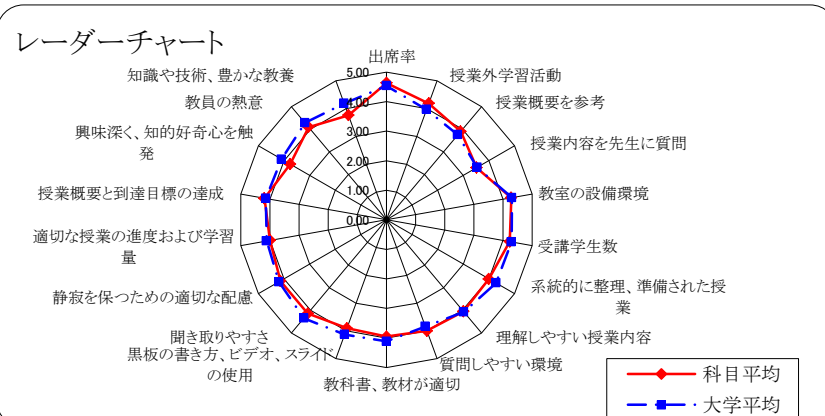 レーダーチャート
出席率
授業外学習活動
授業概要を参考
授業内容を先生に質問
教室の設備環境
受講学生数
系統的に整理、準備された授
業
理解しやすい授業内容
質問しやすい環境
教科書、教材が適切
黒板の書き方、ビデオ、スライド
の使用
聞き取りやすさ
静寂を保つための適切な配慮
適切な授業の進度および学習
量
授業概要と到達目標の達成
興味深く、知的好奇心を触
発
教員の熱意
知識や技術、豊かな教養
5.00
4.00
3.00
2.00
1.00
0.00
科目平均
大学平均